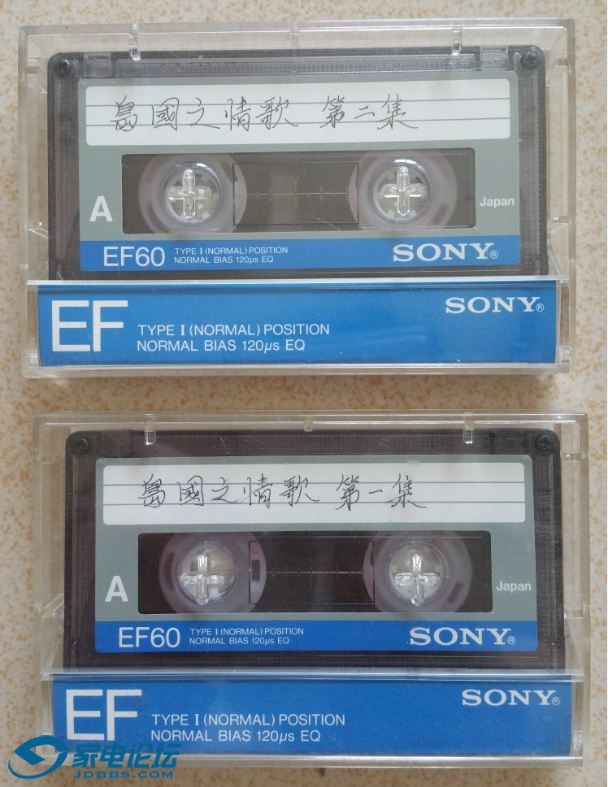 島國之情歌 第二集
A
Japan
EF60 TYPE I (NORMAL) POSITION
NORMAL BIAS 120µs EQ
SONY®
SONY®
EF TYPE I (NORMAL) POSITION
NORMAL BIAS 120µs EQ
島國之情歌 第一集
A
Japan
EF60 TYPE I (NORMAL) POSITION
NORMAL BIAS 120µs EQ
SONY®
SONY®
EF TYPE I (NORMAL) POSITION
NORMAL BIAS 120µs EQ
家电论坛
JDBBS.COM